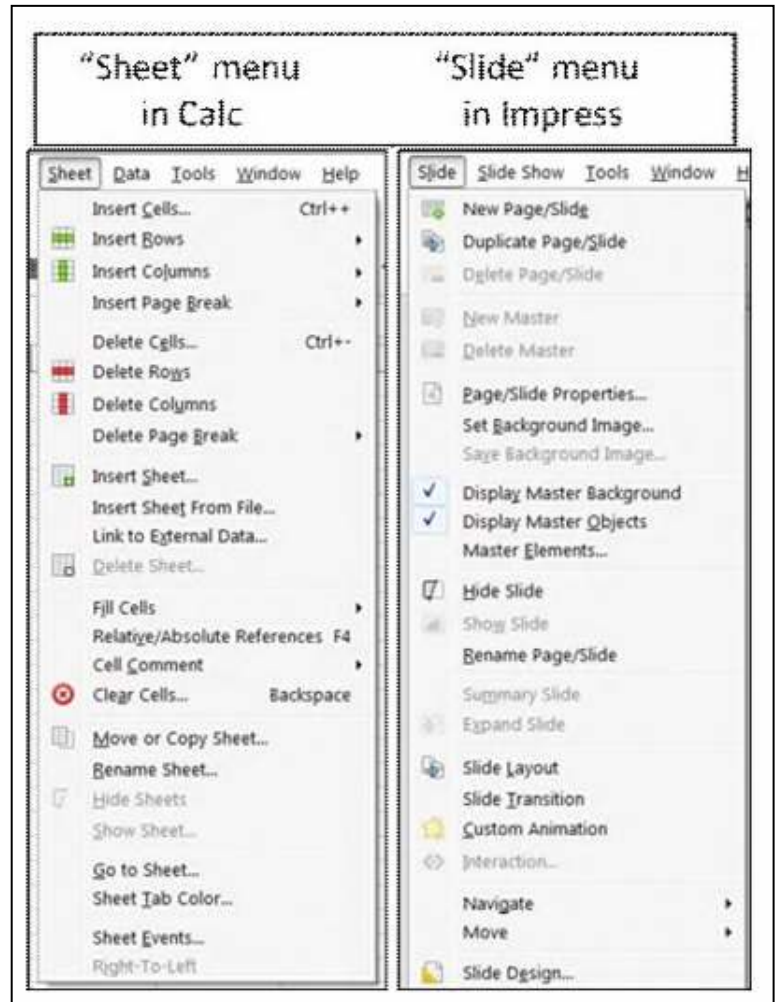 “Sheet” menu
in Calc
“Slide” menu
in Impress
Sheet Data Tools Window Help
Insert Cells... Ctrl++
Insert Rows
Insert Columns
Insert Page Break
Delete Cells... Ctrl+-
Delete Rows
Delete Columns
Delete Page Break
Insert Sheet...
Insert Sheet From File...
Link to External Data...
Delete Sheet...
Fill Cells
Relative/Absolute References F4
Cell Comment
Clear Cells... Backspace
Move or Copy Sheet...
Rename Sheet...
Hide Sheets
Show Sheet...
Go to Sheet...
Sheet Tab Color...
Sheet Events...
Right-To-Left
Slide Slide Show Tools Window H
New Page/Slide
Duplicate Page/Slide
Delete Page/Slide
New Master
Delete Master
Page/Slide Properties...
Set Background Image...
Save Background Image...
Display Master Background
Display Master Objects
Master Elements...
Hide Slide
Show Slide
Rename Page/Slide
Summary Slide
Expand Slide
Slide Layout
Slide Transition
Custom Animation
Interaction...
Navigate
Move
Slide Design...